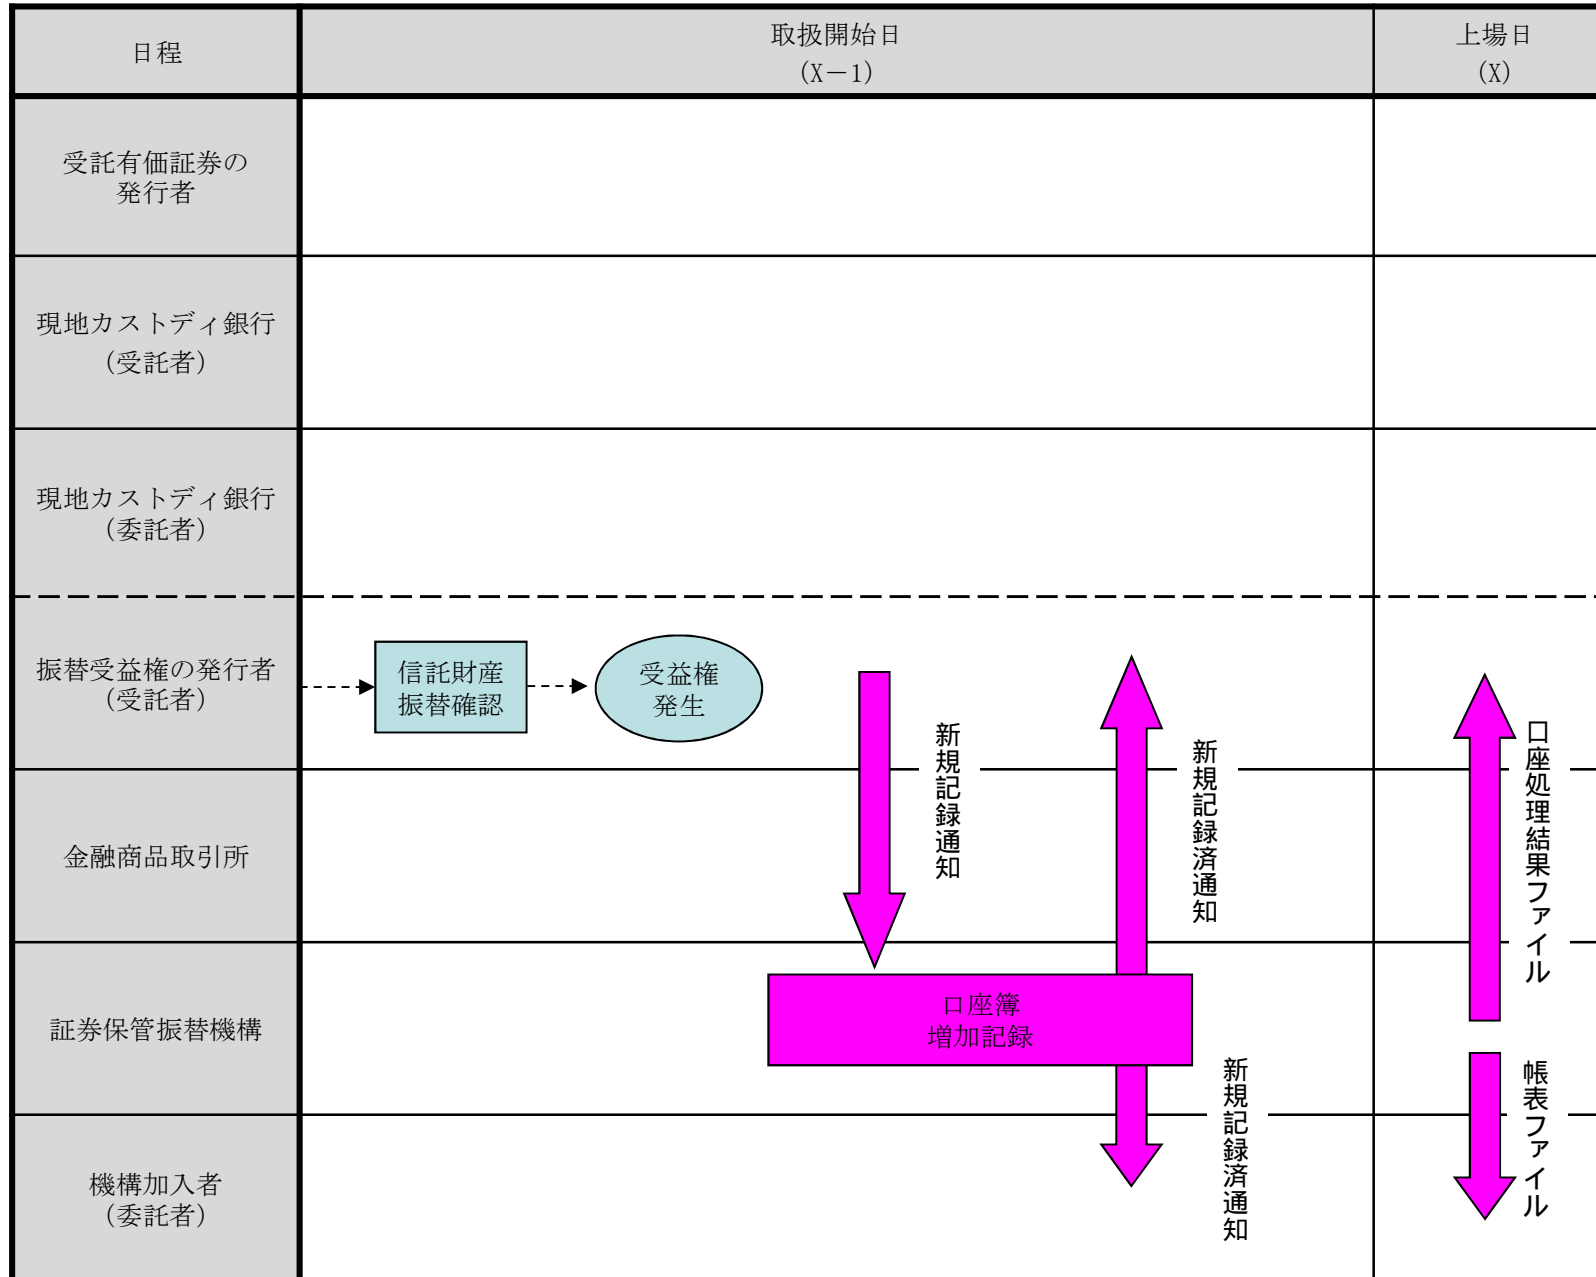 日程
取扱開始日
(X－1)
上場日
(X)
受託有価証券の
発行者
現地カストディ銀行
(受託者)
現地カストディ銀行
(委託者)
振替受益権の発行者
(受託者)
信託財産
振替確認
受益権
発生
新規記録通知
新規記録済通知
口座処理結果ファイル
金融商品取引所
証券保管振替機構
口座簿
増加記録
新規記録済通知
帳表ファイル
機構加入者
(委託者)